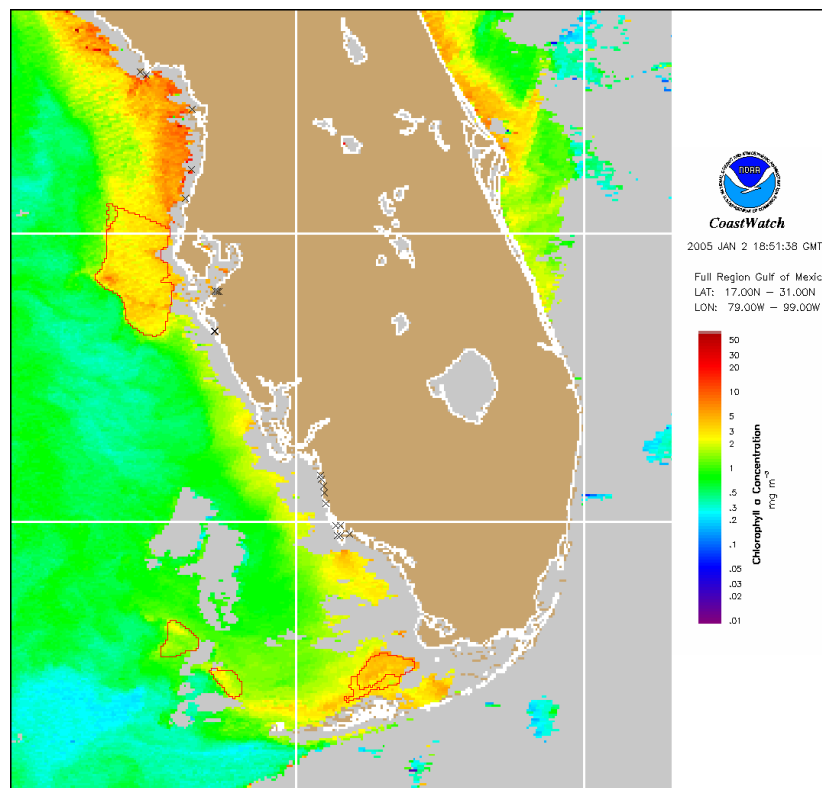 NOAA
CoastWatch
2005 JAN 2 18:51:38 GMT
Full Region Gulf of Mexic
LAT: 17.00N – 31.00N
LON: 79.00W – 99.00W
50
30
20
10
5
3
2
1
.5
.3
.2
.1
.05
.03
.02
.01
Chlorophyll a Concentration